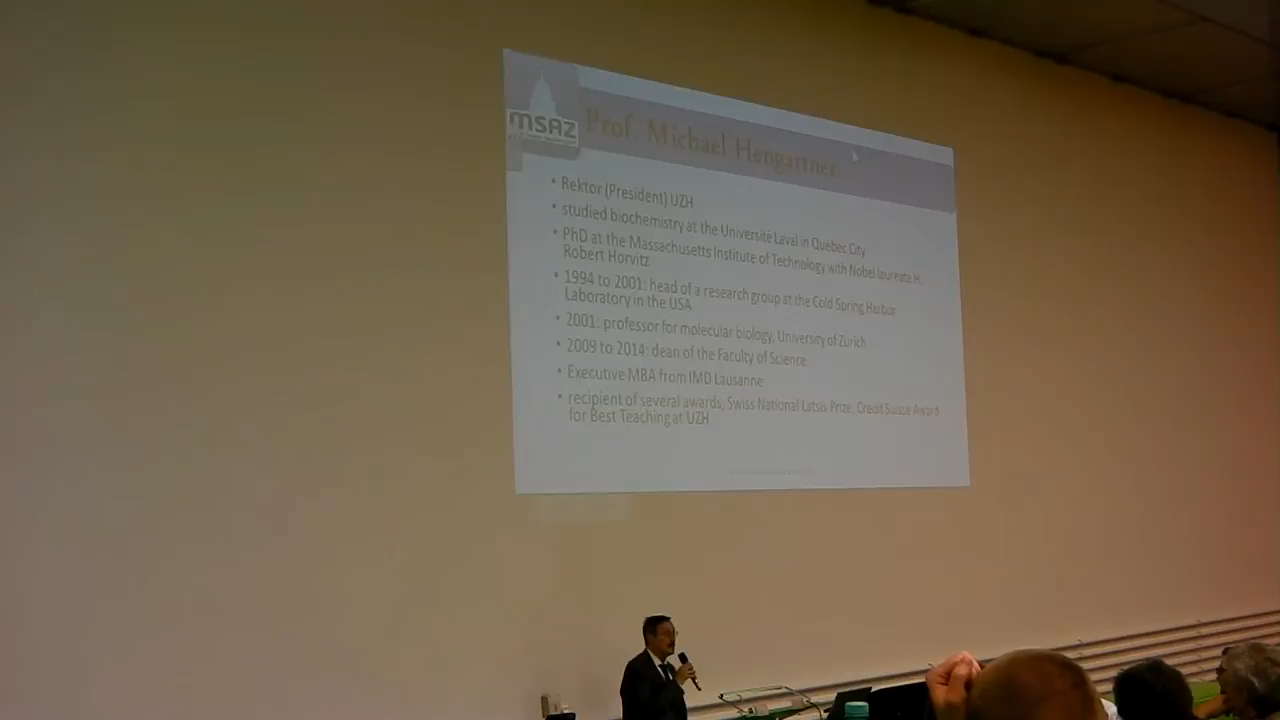 msaz
Prof. Michael Hengartner
• Rektor (President) UZH
• studied biochemistry at the Université Laval in Québec City
• PhD at the Massachusetts Institute of Technology with Nobel laureate H.
Robert Horvitz
• 1994 to 2001: head of a research group at the Cold Spring Harbor
Laboratory in the USA
• 2001: professor for molecular biology, University of Zurich
• 2009 to 2014: dean of the Faculty of Science
• Executive MBA from IMD Lausanne
• recipient of several awards, Swiss National Latsis Prize, Credit Suisse Award
for Best Teaching at UZH